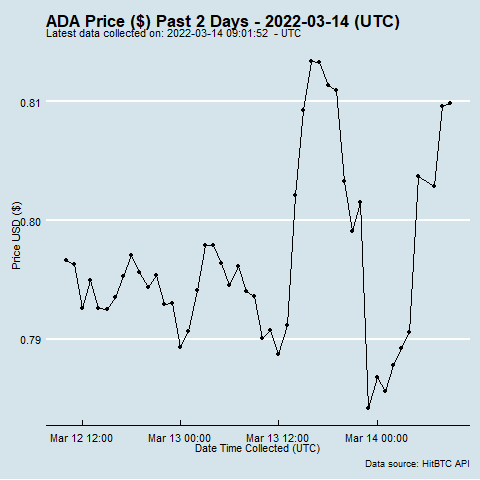 ADA Price ($) Past 2 Days - 2022-03-14 (UTC)
Latest data collected on: 2022-03-14 09:01:52  - UTC
0.81
0.80
0.79
Price USD ($)
Mar 12 12:00 Mar 13 00:00 Mar 13 12:00 Mar 14 00:00
Date Time Collected (UTC)
Data source: HitBTC API